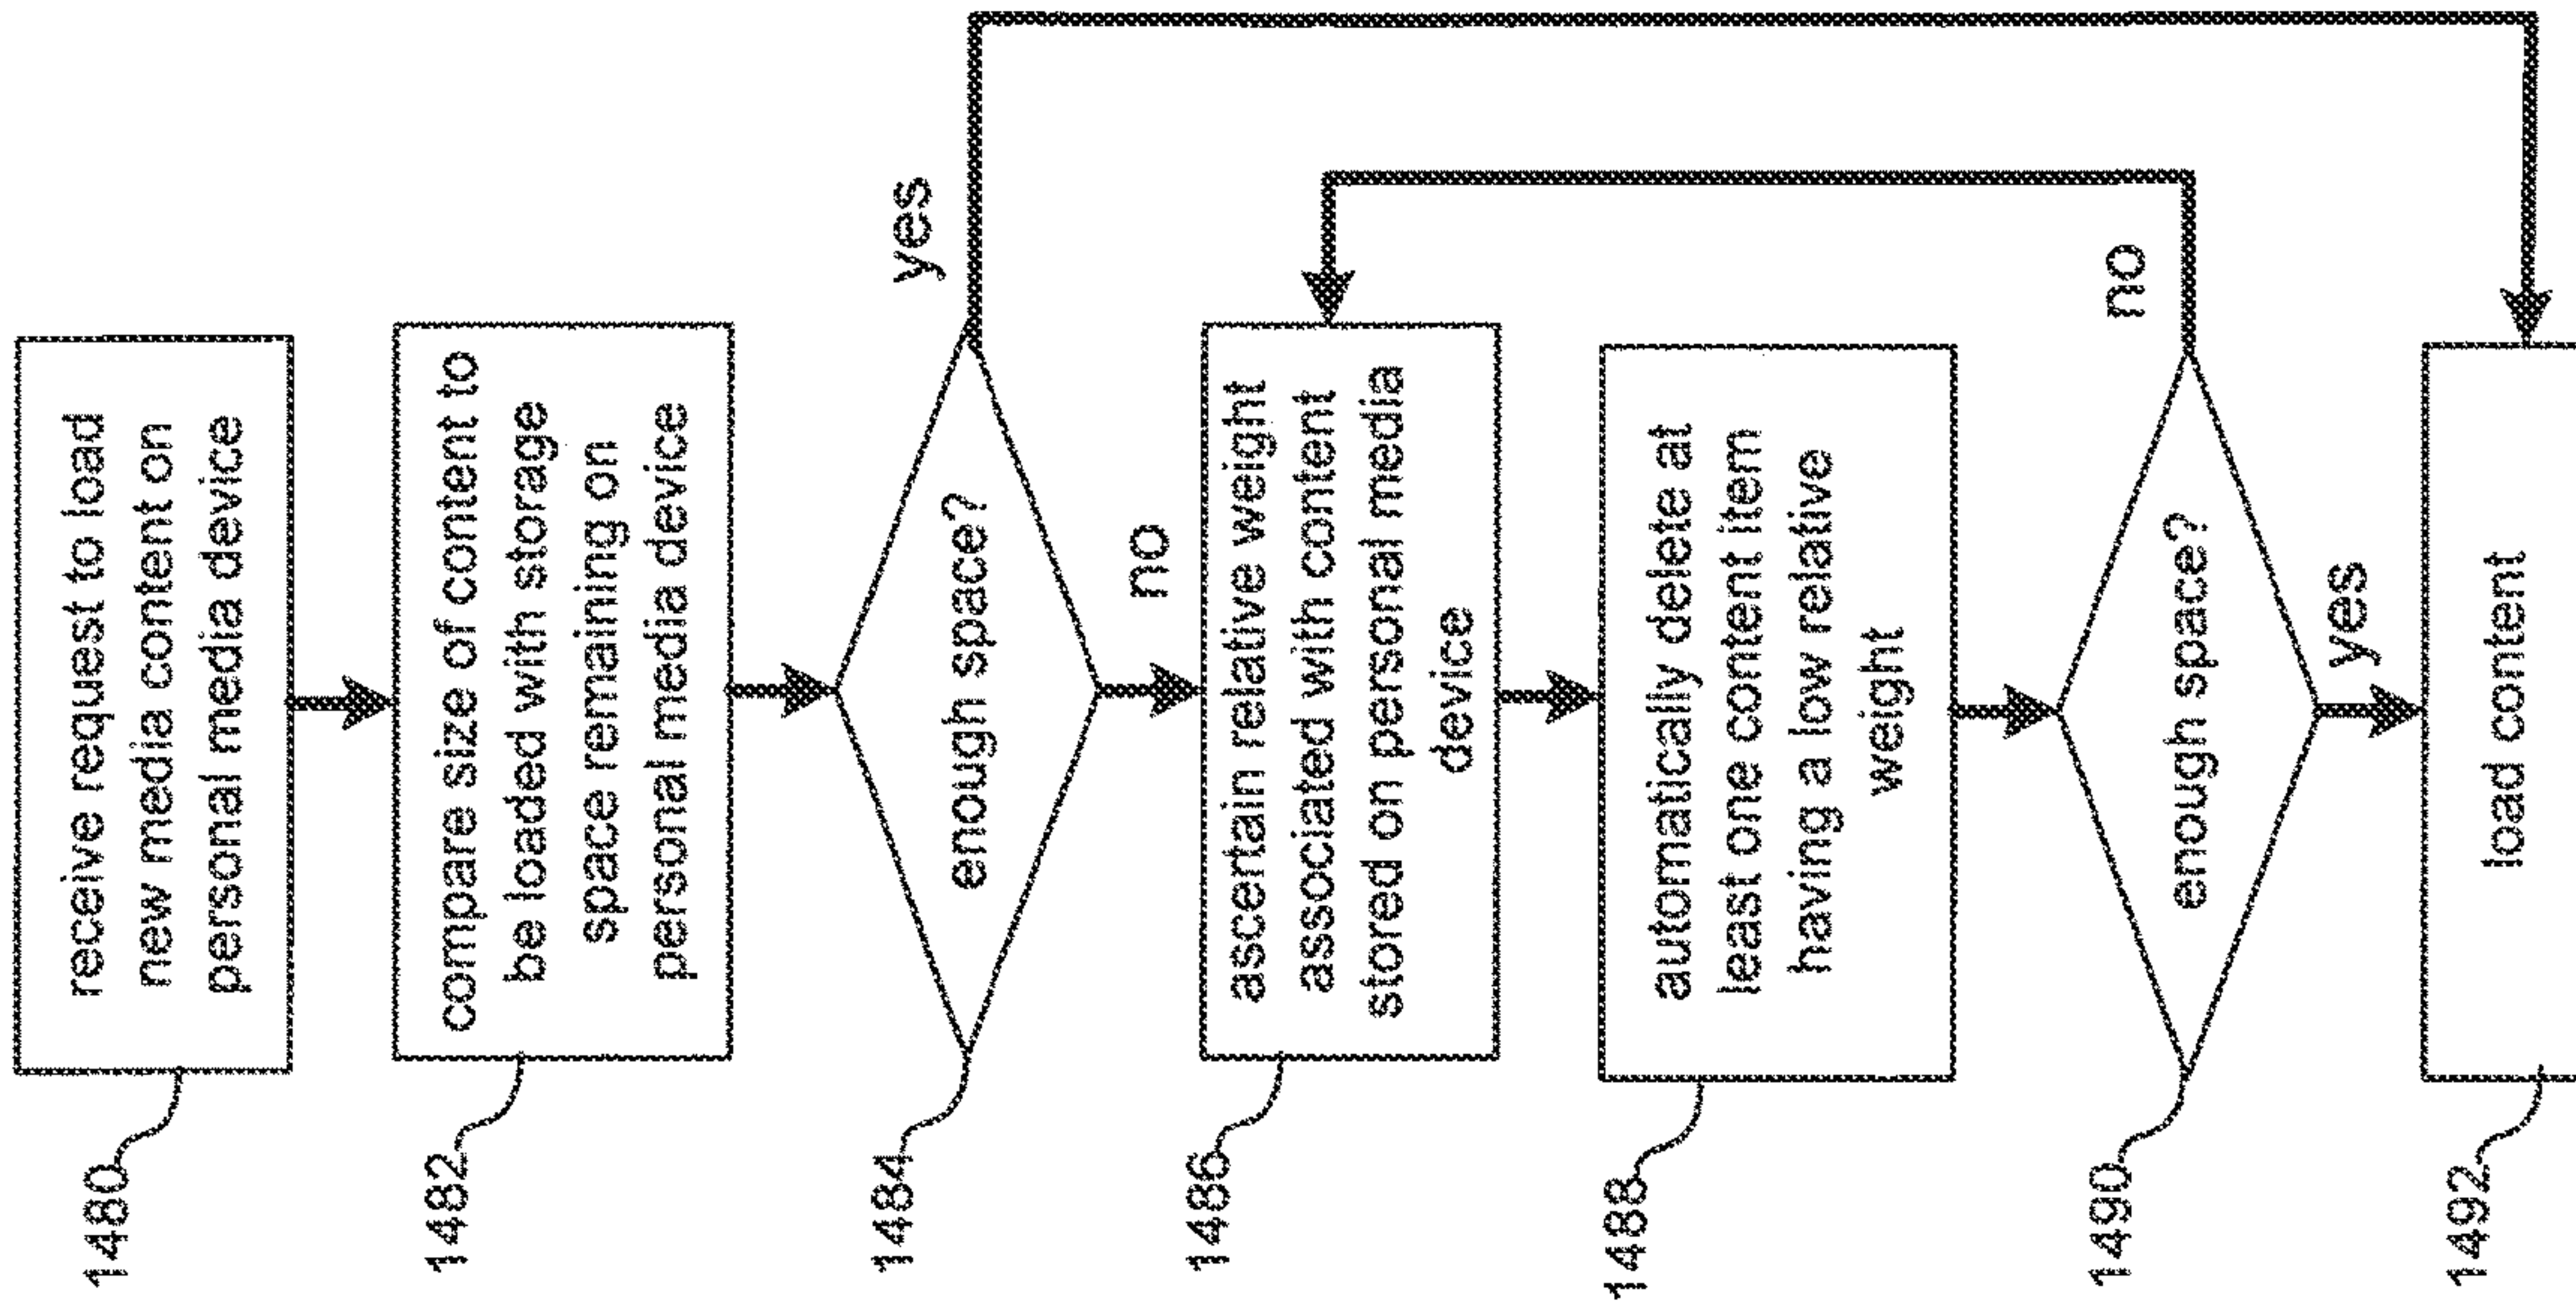 1480
receive request to load
new media content on
personal media device
1482
compare size of content to
be loaded with storage
space remaining on
personal media device
1484
enough space?
yes
no
1486
ascertain relative weight
associated with content
stored on personal media
device
1488
automatically delete at
least one content item
having a low relative
weight
1490
enough space?
no
yes
1492
load content